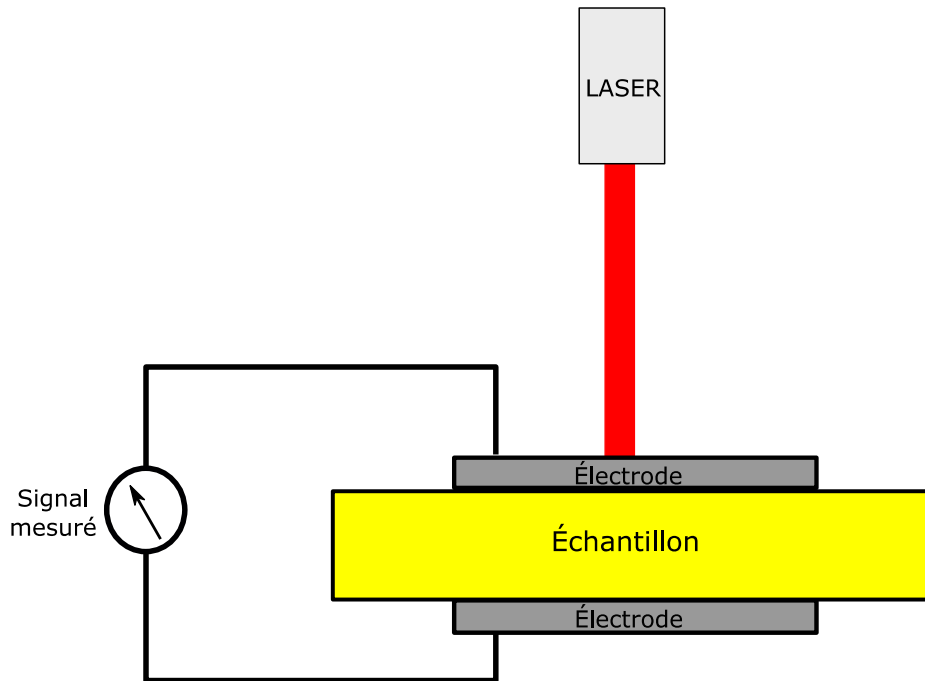 LASER
Électrode
Signal
mesuré
Échantillon
Électrode